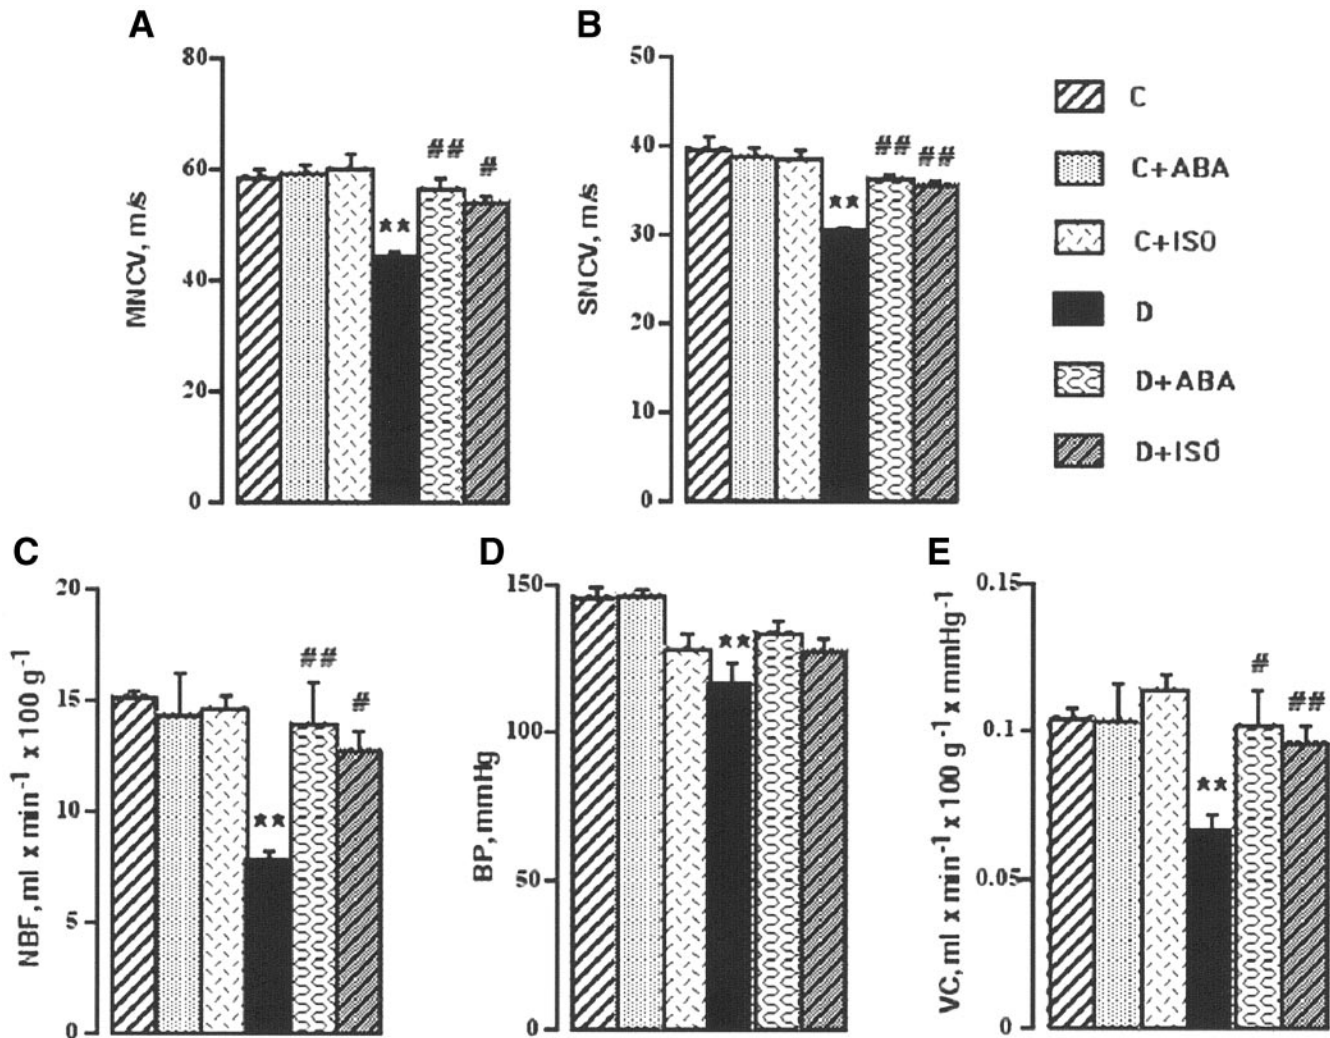 A
MNCV, m/s
80
60
40
20
0
**
##
#
B
SNCV, m/s
50
40
30
20
10
0
**
##
##
C
C+ABA
C+ISO
D
D+ABA
D+ISO
C
NBF, ml x min⁻¹ x 100 g⁻¹
20
15
10
5
0
**
##
#
D
BP, mmHg
150
100
50
0
**
E
VC, ml x min⁻¹ x 100 g⁻¹ x mmHg⁻¹
0.15
0.1
0.05
0
**
#
##